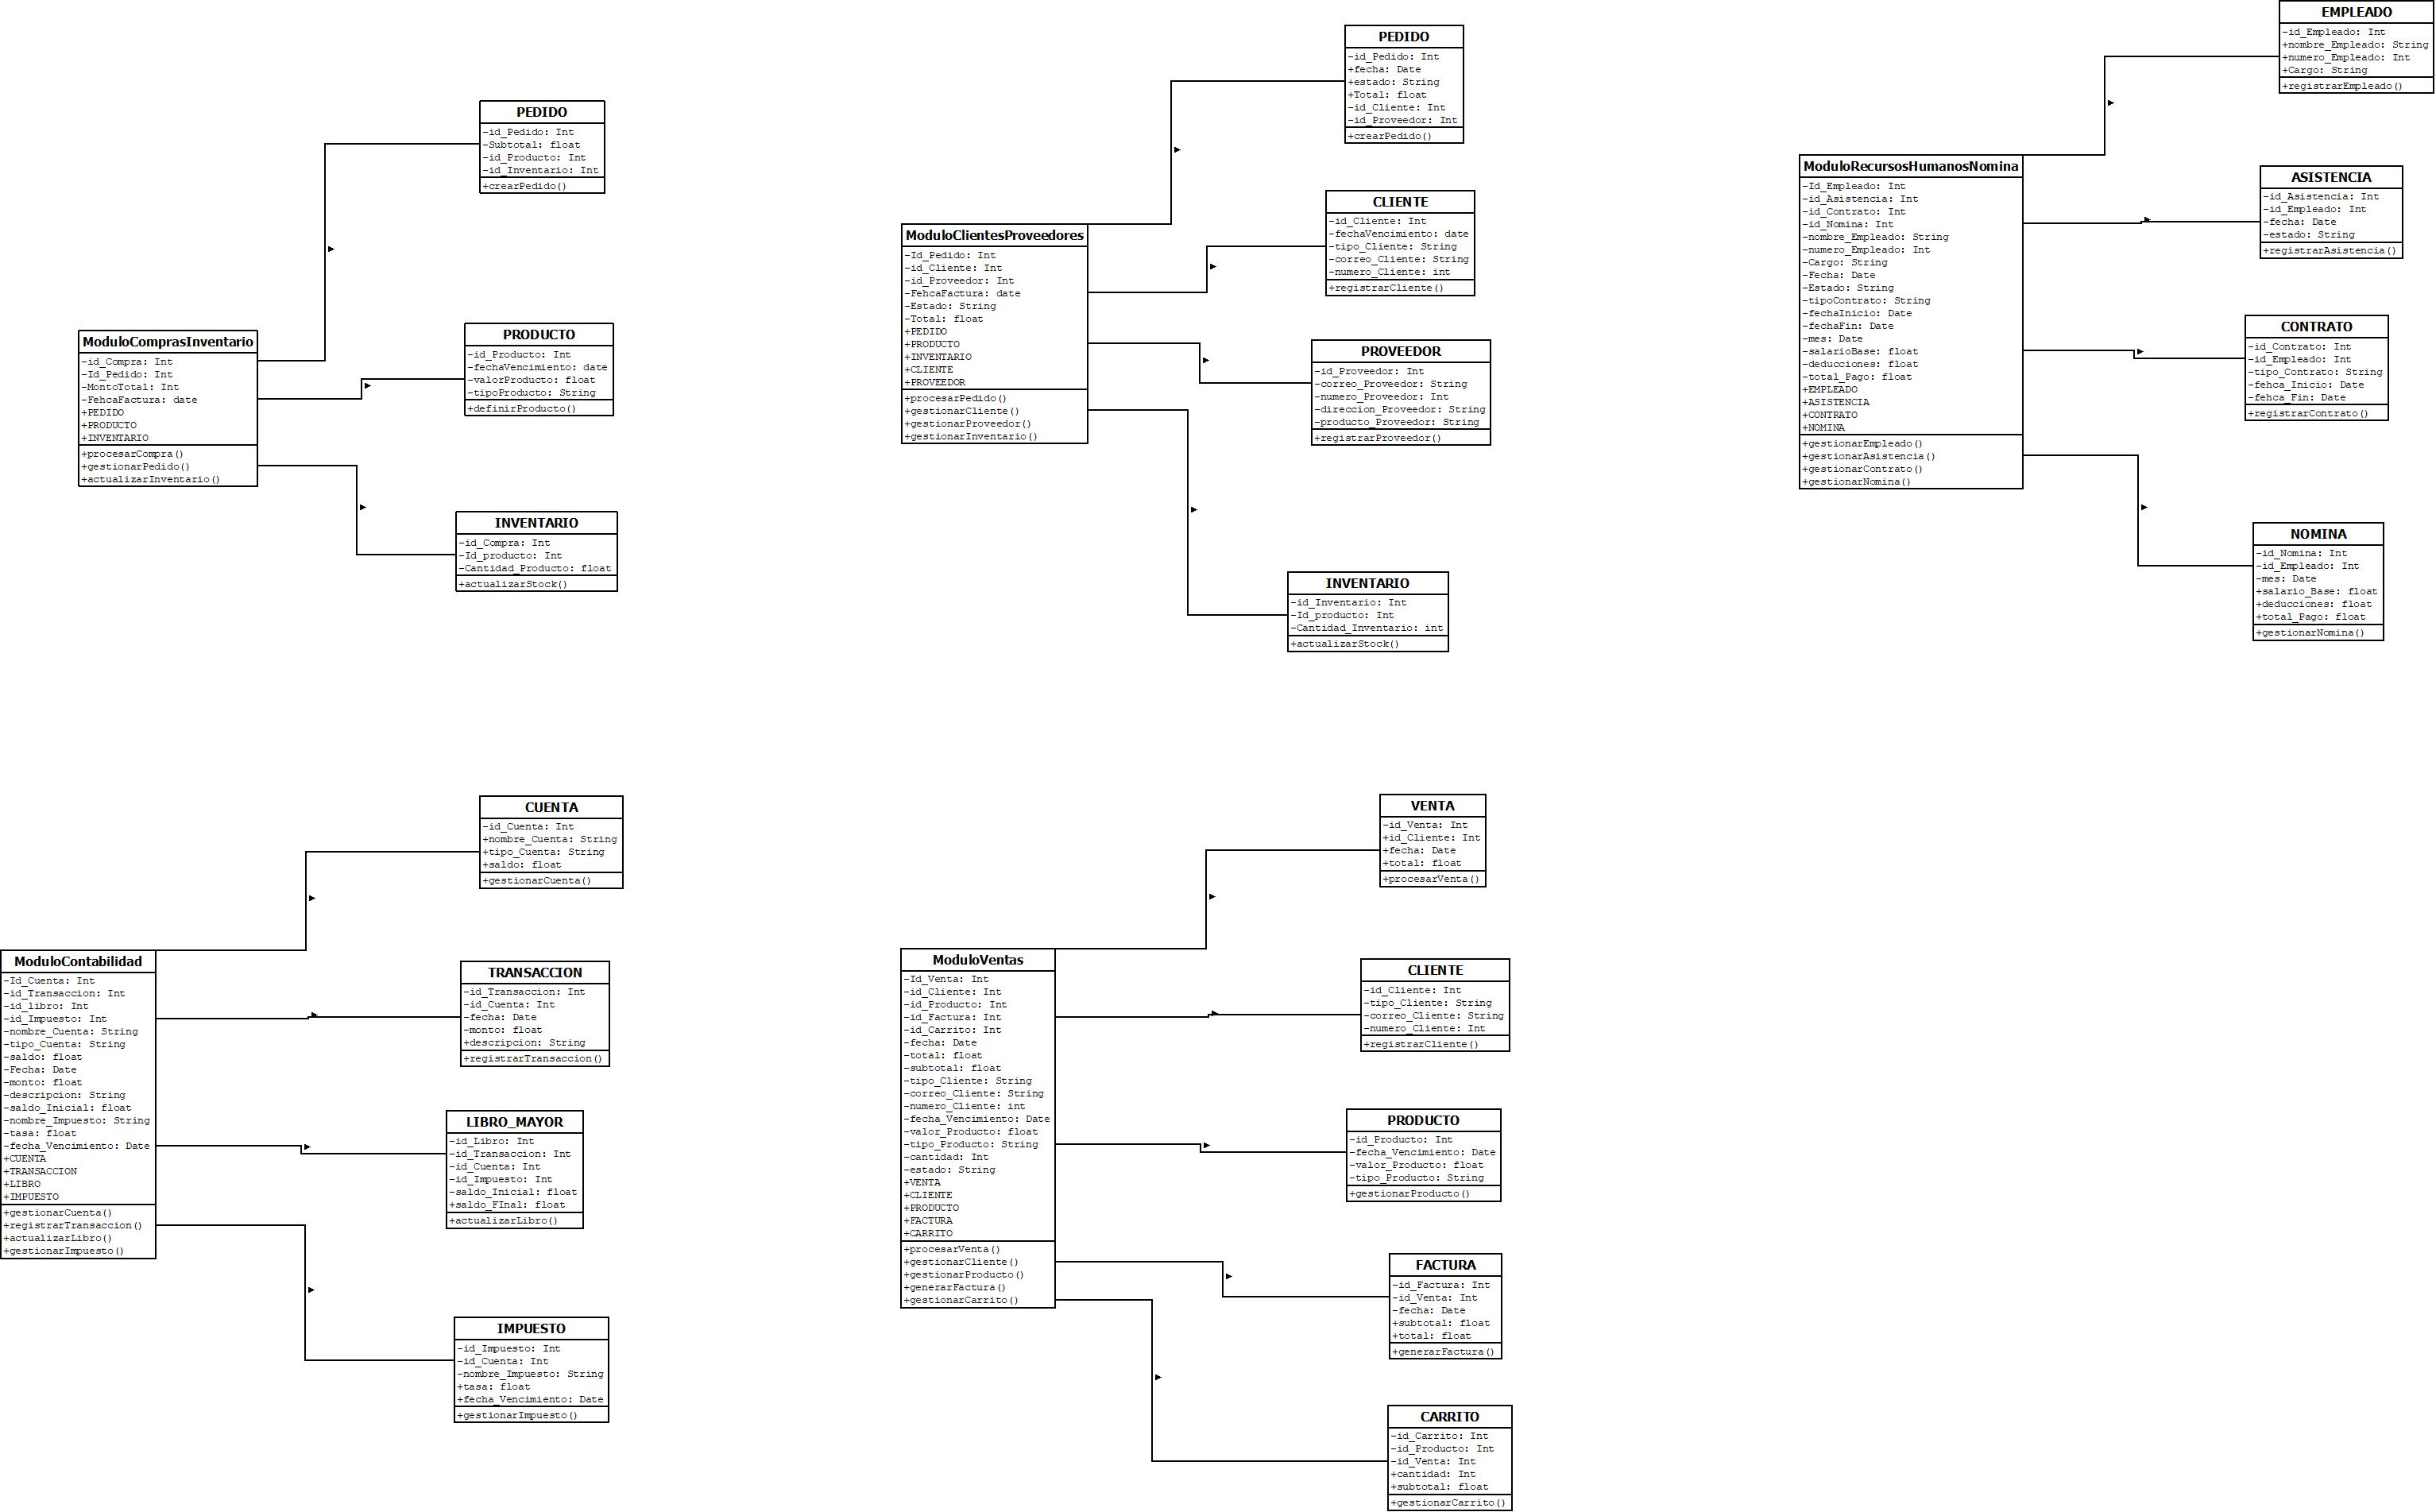 PEDIDO
-id_Pedido: Int
-Subtotal: float
-id_Producto: Int
-id_Inventario: Int
+crearPedido()
ModuloComprasInventario
-id_Compra: Int
-Id_Pedido: Int
-MontoTotal: Int
-FehcaFactura: date
+PEDIDO
+PRODUCTO
+INVENTARIO
+procesarCompra()
+gestionarPedido()
+actualizarInventario()
PRODUCTO
-id_Producto: Int
-fechaVencimiento: date
-valorProducto: float
-tipoProducto: String
+definirProducto()
INVENTARIO
-id_Compra: Int
-Id_producto: Int
-Cantidad_Producto: float
+actualizarStock()
PEDIDO
-id_Pedido: Int
+fecha: Date
+estado: String
+Total: float
-id_Cliente: Int
-id_Proveedor: Int
+crearPedido()
ModuloClientesProveedores
-Id_Pedido: Int
-id_Cliente: Int
-id_Proveedor: Int
-FehcaFactura: date
-Estado: String
-Total: float
+PEDIDO
+PRODUCTO
+INVENTARIO
+CLIENTE
+PROVEEDOR
+procesarPedido()
+gestionarCliente()
+gestionarProveedor()
+gestionarInventario()
CLIENTE
-id_Cliente: Int
-fechaVencimiento: date
-tipo_Cliente: String
-correo_Cliente: String
-numero_Cliente: int
+registrarCliente()
PROVEEDOR
-id_Proveedor: Int
-correo_Proveedor: String
-numero_Proveedor: Int
-direccion_Proveedor: String
-producto_Proveedor: String
+registrarProveedor()
INVENTARIO
-id_Inventario: Int
-Id_producto: Int
-Cantidad_Inventario: int
+actualizarStock()
EMPLEADO
-id_Empleado: Int
+nombre_Empleado: String
+numero_Empleado: Int
+Cargo: String
+registrarEmpleado()
ModuloRecursosHumanosNomina
-Id_Empleado: Int
-id_Asistencia: Int
-id_Contrato: Int
-id_Nomina: Int
-nombre_Empleado: String
-numero_Empleado: Int
-Cargo: String
-Fecha: Date
-Estado: String
-tipoContrato: String
-fechaInicio: Date
-fechaFin: Date
-mes: Date
-salarioBase: float
-deducciones: float
-total_Pago: float
+EMPLEADO
+ASISTENCIA
+CONTRATO
+NOMINA
+gestionarEmpleado()
+gestionarAsistencia()
+gestionarContrato()
+gestionarNomina()
ASISTENCIA
-id_Asistencia: Int
-id_Empleado: Int
-fecha: Date
-estado: String
+registrarAsistencia()
CONTRATO
-id_Contrato: Int
-id_Empleado: Int
-tipo_Contrato: String
-fehca_Inicio: Date
-fehca_Fin: Date
+registrarContrato()
NOMINA
-id_Nomina: Int
-id_Empleado: Int
-mes: Date
+salario_Base: float
+deducciones: float
+total_Pago: float
+gestionarNomina()
CUENTA
-id_Cuenta: Int
+nombre_Cuenta: String
+tipo_Cuenta: String
+saldo: float
+gestionarCuenta()
ModuloContabilidad
-Id_Cuenta: Int
-id_Transaccion: Int
-id_libro: Int
-id_Impuesto: Int
-nombre_Cuenta: String
-tipo_Cuenta: String
-saldo: float
-Fecha: Date
-monto: float
-descripcion: String
-saldo_Inicial: float
-nombre_Impuesto: String
-tasa: float
-fecha_Vencimiento: Date
+CUENTA
+TRANSACCION
+LIBRO
+IMPUESTO
+gestionarCuenta()
+registrarTransaccion()
+actualizarLibro()
+gestionarImpuesto()
TRANSACCION
-id_Transaccion: Int
-id_Cuenta: Int
-fecha: Date
-monto: float
+descripcion: String
+registrarTransaccion()
LIBRO_MAYOR
-id_Libro: Int
-id_Transaccion: Int
-id_Cuenta: Int
-id_Impuesto: Int
-saldo_Inicial: float
+saldo_FInal: float
+actualizarLibro()
IMPUESTO
-id_Impuesto: Int
-id_Cuenta: Int
-nombre_Impuesto: String
+tasa: float
+fecha_Vencimiento: Date
+gestionarImpuesto()
VENTA
-id_Venta: Int
+id_Cliente: Int
+fecha: Date
+total: float
+procesarVenta()
ModuloVentas
-Id_Venta: Int
-id_Cliente: Int
-id_Producto: Int
-id_Factura: Int
-id_Carrito: Int
-fecha: Date
-total: float
-subtotal: float
-tipo_Cliente: String
-correo_Cliente: String
-numero_Cliente: int
-fecha_Vencimiento: Date
-valor_Producto: float
-tipo_Producto: String
-cantidad: Int
-estado: String
+VENTA
+CLIENTE
+PRODUCTO
+FACTURA
+CARRITO
+procesarVenta()
+gestionarCliente()
+gestionarProducto()
+generarFactura()
+gestionarCarrito()
CLIENTE
-id_Cliente: Int
-tipo_Cliente: String
-correo_Cliente: String
-numero_Cliente: Int
+registrarCliente()
PRODUCTO
-id_Producto: Int
-fecha_Vencimiento: Date
-valor_Producto: float
-tipo_Producto: String
+gestionarProducto()
FACTURA
-id_Factura: Int
-id_Venta: Int
-fecha: Date
+subtotal: float
+total: float
+generarFactura()
CARRITO
-id_Carrito: Int
-id_Producto: Int
-id_Venta: Int
+cantidad: Int
+subtotal: float
+gestionarCarrito()